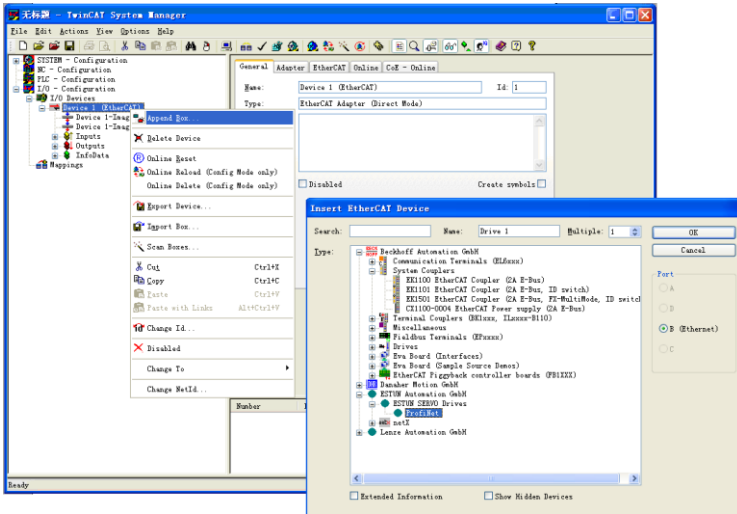 无标题 - TwinCAT System Manager
File Edit Actions View Options Help
SYSTEM - Configuration
NC - Configuration
PLC - Configuration
I/O - Configuration
I/O Devices
Device 1 (EtherCAT)
Device 1-Imag
Device 1-Imag
Inputs
Outputs
InfoData
Mappings
General Adapter EtherCAT Online CoE - Online
Name: Device 1 (EtherCAT) Id: 1
Type: EtherCAT Adapter (Direct Mode)
Disabled Create symbols
Append Box...
Delete Device
Online Reset
Online Reload (Config Mode only)
Online Delete (Config Mode only)
Export Device...
Import Box...
Scan Boxes...
Cut Ctrl+X
Copy Ctrl+C
Paste Ctrl+V
Paste with Links Alt+Ctrl+V
Change Id...
Disabled
Change To
Change NetId...
Number
Ready
Insert EtherCAT Device
Search: Name: Drive 1 Multiple: 1 OK
Cancel
Type:
Beckhoff Automation GmbH
Communication Terminals (EL6xxx)
System Couplers
EK1100 EtherCAT Coupler (2A E-Bus)
EK1101 EtherCAT Coupler (2A E-Bus, ID switch)
EK1501 EtherCAT Coupler (2A E-Bus, FX-MultiMode, ID switch
CX1100-0004 EtherCAT Power supply (2A E-Bus)
Terminal Couplers (BK1xxx, ILxxxx-B110)
Miscellaneous
Fieldbus Terminals (EPxxxx)
Drives
Eva Board (Interfaces)
Eva Board (Sample Source Demos)
EtherCAT Piggyback controller boards (FB1XXX)
Danaher Motion GmbH
ESTUN Automation GmbH
ESTUN SERVO Drives
ProfiNet
netX
Lenze Automation GmbH
Port
A
B
B (Ethernet)
C
Extended Information Show Hidden Devices